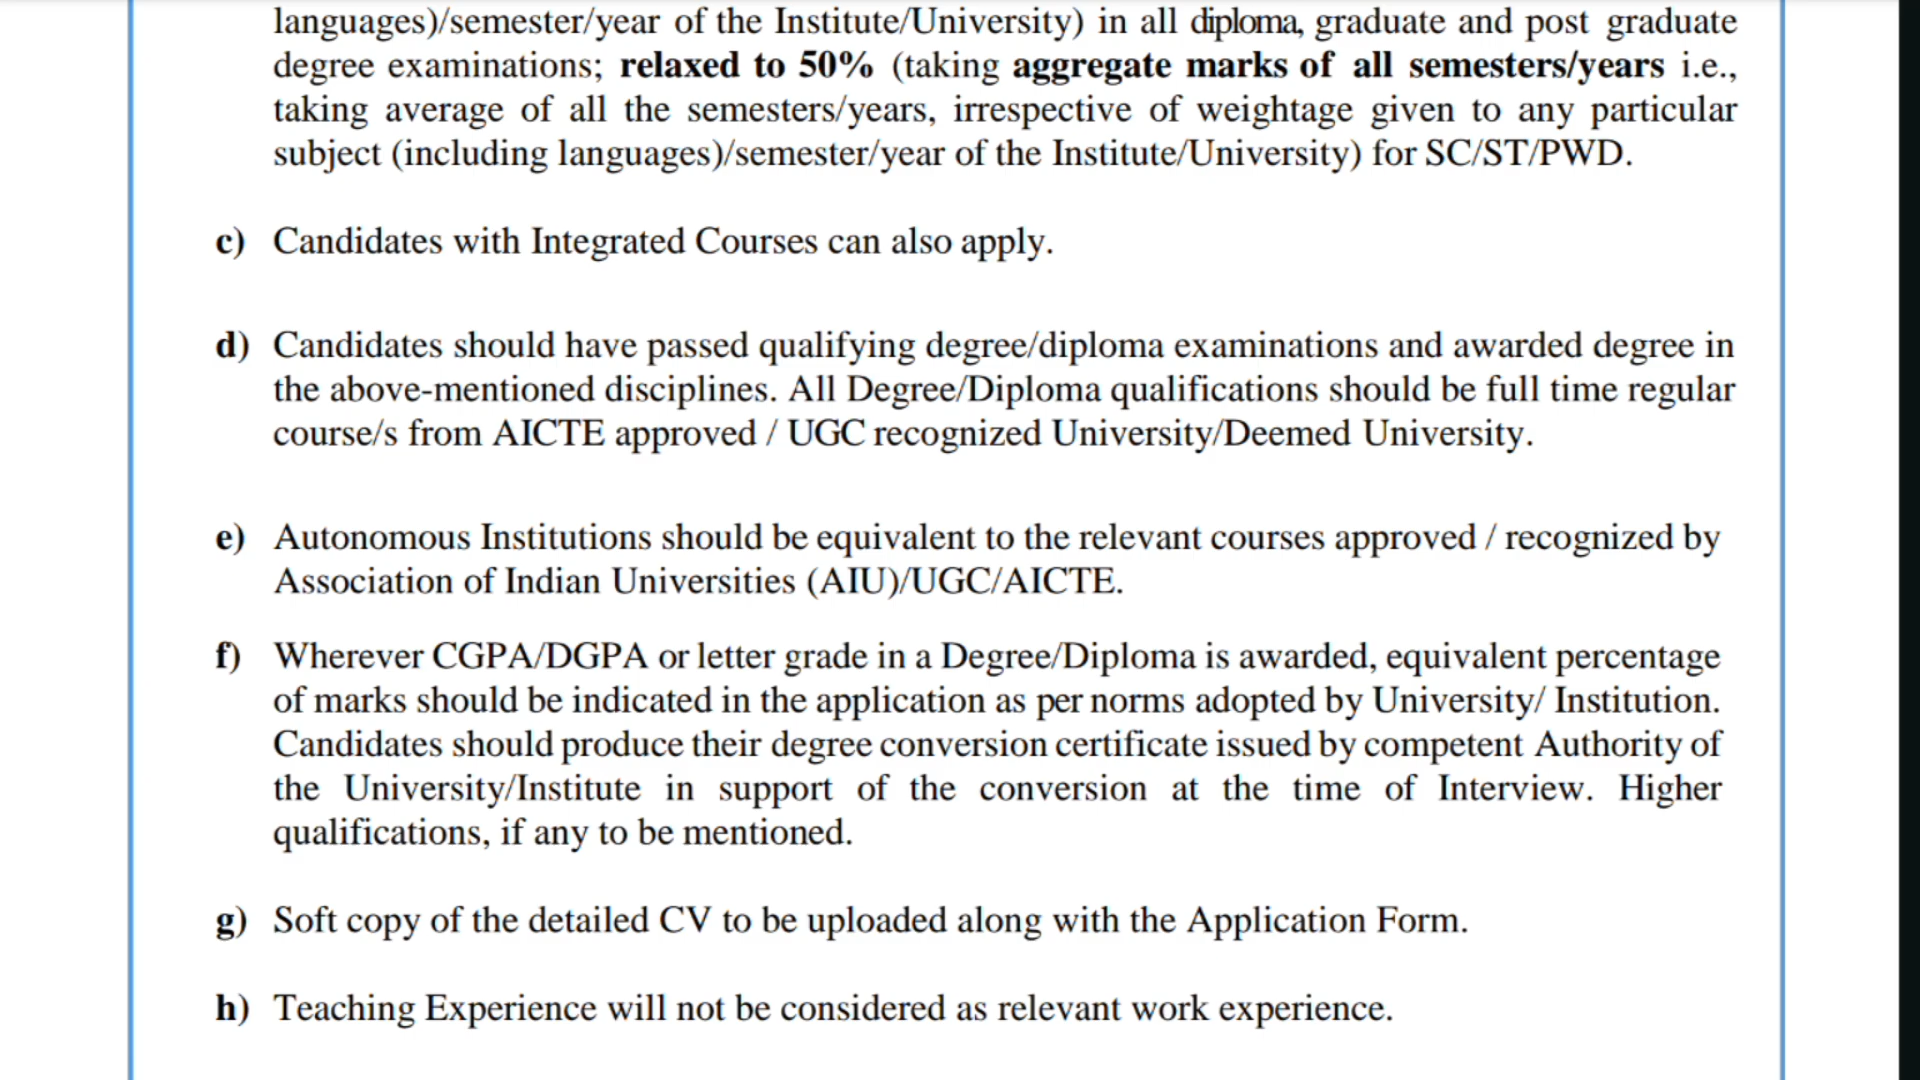 languages)/semester/year of the Institute/University) in all diploma, graduate and post graduate
degree examinations; relaxed to 50% (taking aggregate marks of all semesters/years i.e.,
taking average of all the semesters/years, irrespective of weightage given to any particular
subject (including languages)/semester/year of the Institute/University) for SC/ST/PWD.
c) Candidates with Integrated Courses can also apply.
d) Candidates should have passed qualifying degree/diploma examinations and awarded degree in
the above-mentioned disciplines. All Degree/Diploma qualifications should be full time regular
course/s from AICTE approved / UGC recognized University/Deemed University.
e) Autonomous Institutions should be equivalent to the relevant courses approved / recognized by
Association of Indian Universities (AIU)/UGC/AICTE.
f) Wherever CGPA/DGPA or letter grade in a Degree/Diploma is awarded, equivalent percentage
of marks should be indicated in the application as per norms adopted by University/ Institution.
Candidates should produce their degree conversion certificate issued by competent Authority of
the University/Institute in support of the conversion at the time of Interview. Higher
qualifications, if any to be mentioned.
g) Soft copy of the detailed CV to be uploaded along with the Application Form.
h) Teaching Experience will not be considered as relevant work experience.